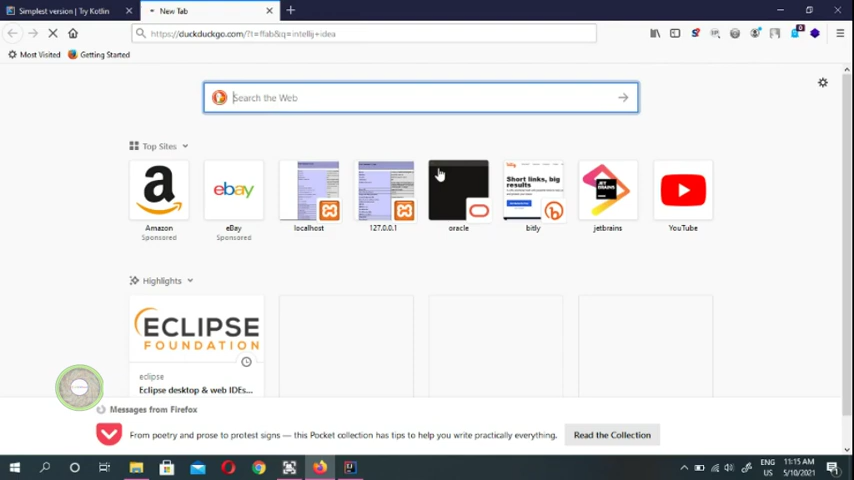 Simplest version | Try Kotlin
New Tab
https://duckduckgo.com/?t=ffab&q=intellij+idea
0
Most Visited
Getting Started
Search the Web
Top Sites
a
ebay
Short links, big
results
JET
BRAINS
Amazon
eBay
localhost
127.0.0.1
oracle
bitly
jetbrains
YouTube
Sponsored
Sponsored
Highlights
ECLIPSE
FOUNDATION
eclipse
Eclipse desktop & web IDEs...
Messages from Firefox
From poetry and prose to protest signs — this Pocket collection has tips to help you write practically everything.
Read the Collection
ENG
US
11:15 AM
5/10/2021